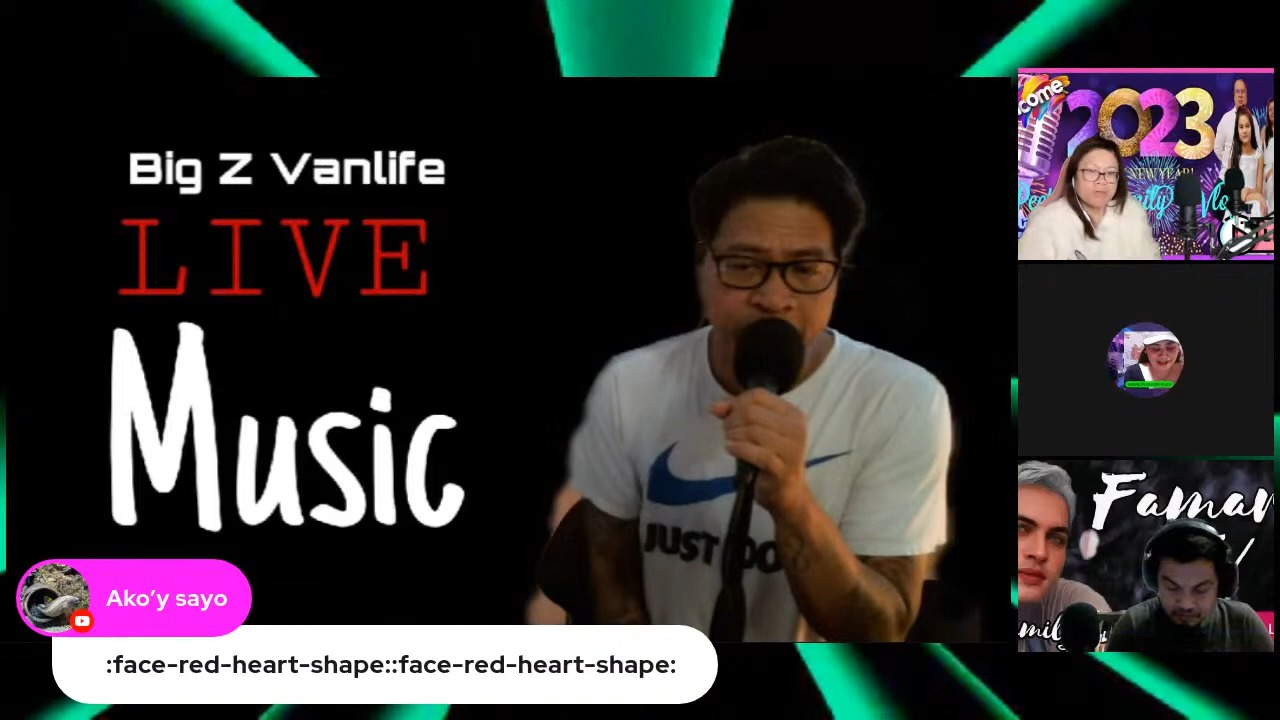 Big Z Vanlife
LIVE
Music
JUST DO
Ako'y sayo
:face-red-heart-shape::face-red-heart-shape:
come
2023
NEW YEAR!
Famar